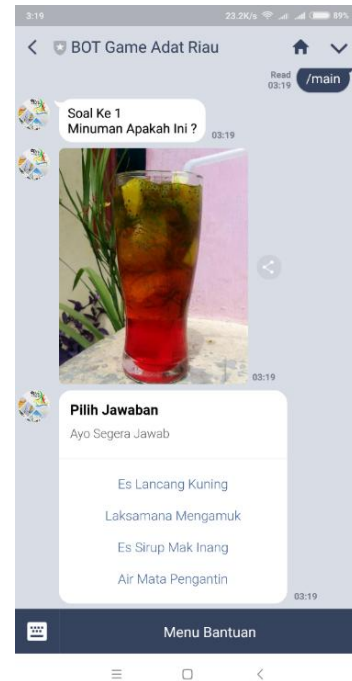 3:19
23.2K/s
89%
BOT Game Adat Riau
Read
03:19
/main
Soal Ke 1
Minuman Apakah Ini ?
03:19
03:19
Pilih Jawaban
Ayo Segera Jawab
Es Lancang Kuning
Laksamana Mengamuk
Es Sirup Mak Inang
Air Mata Pengantin
03:19
Menu Bantuan